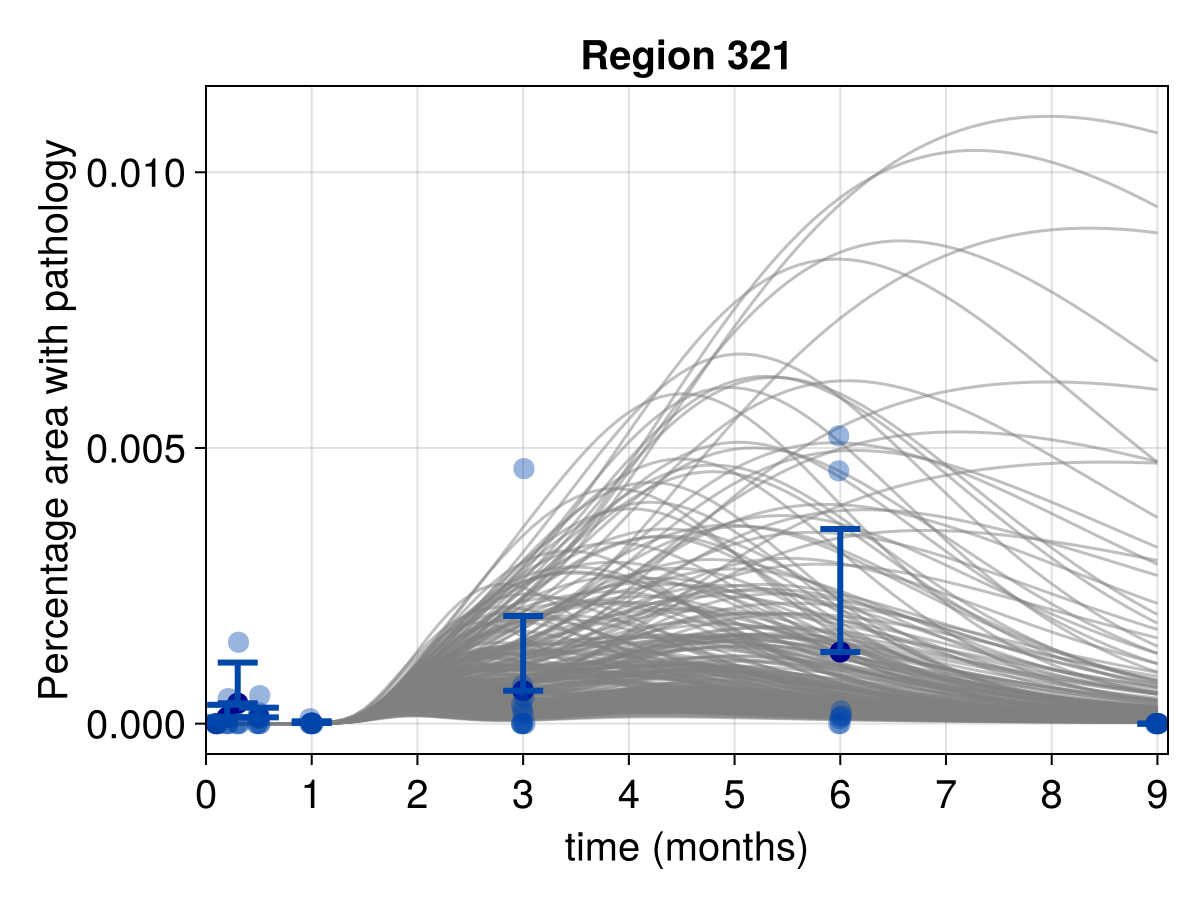 Region 321
Percentage area with pathology
0.010
0.005
0.000
0 1 2 3 4 5 6 7 8 9
time (months)